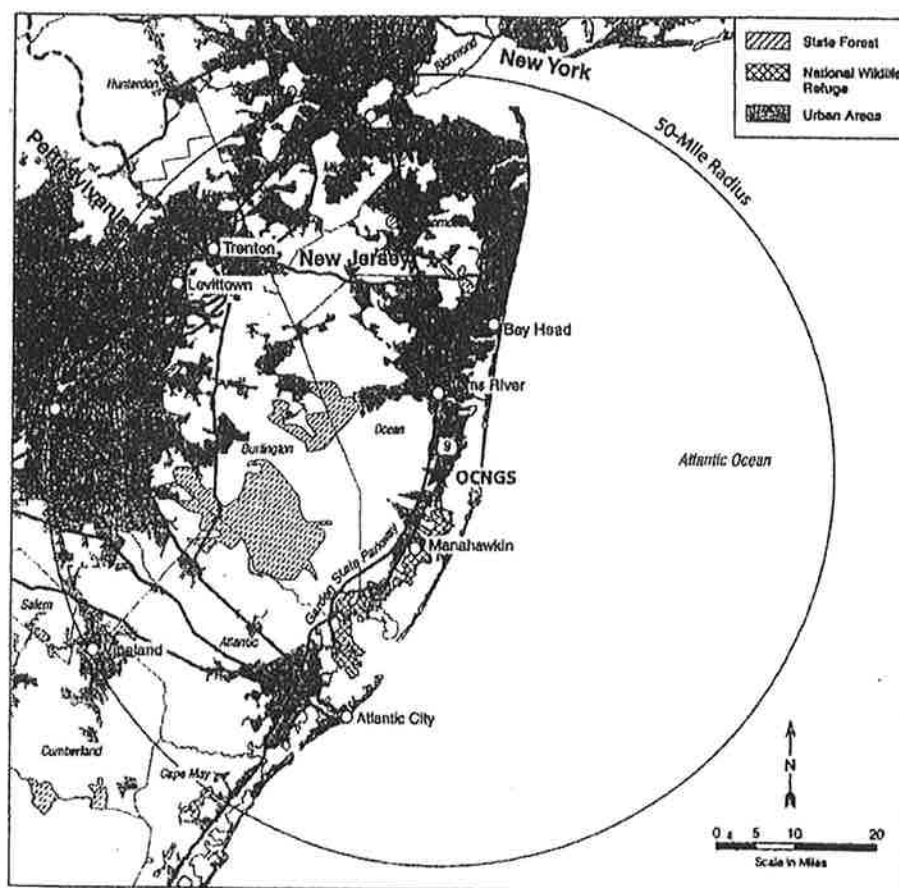 State Forest
National Wildlife
Refuge
Urban Areas
New York
Richmond
Hunterdon
50-Mile Radius
Pennsylvania
Trenton
New Jersey
Levittown
Bay Head
ms River
Ocean
Burlington
9
OCNGS
Atlantic Ocean
Garden State Parkway
Manahawkin
Salem
Atlantic
Vineland
Atlantic City
Cumberland
Cape May
N
0 5 10 20
Scale in Miles